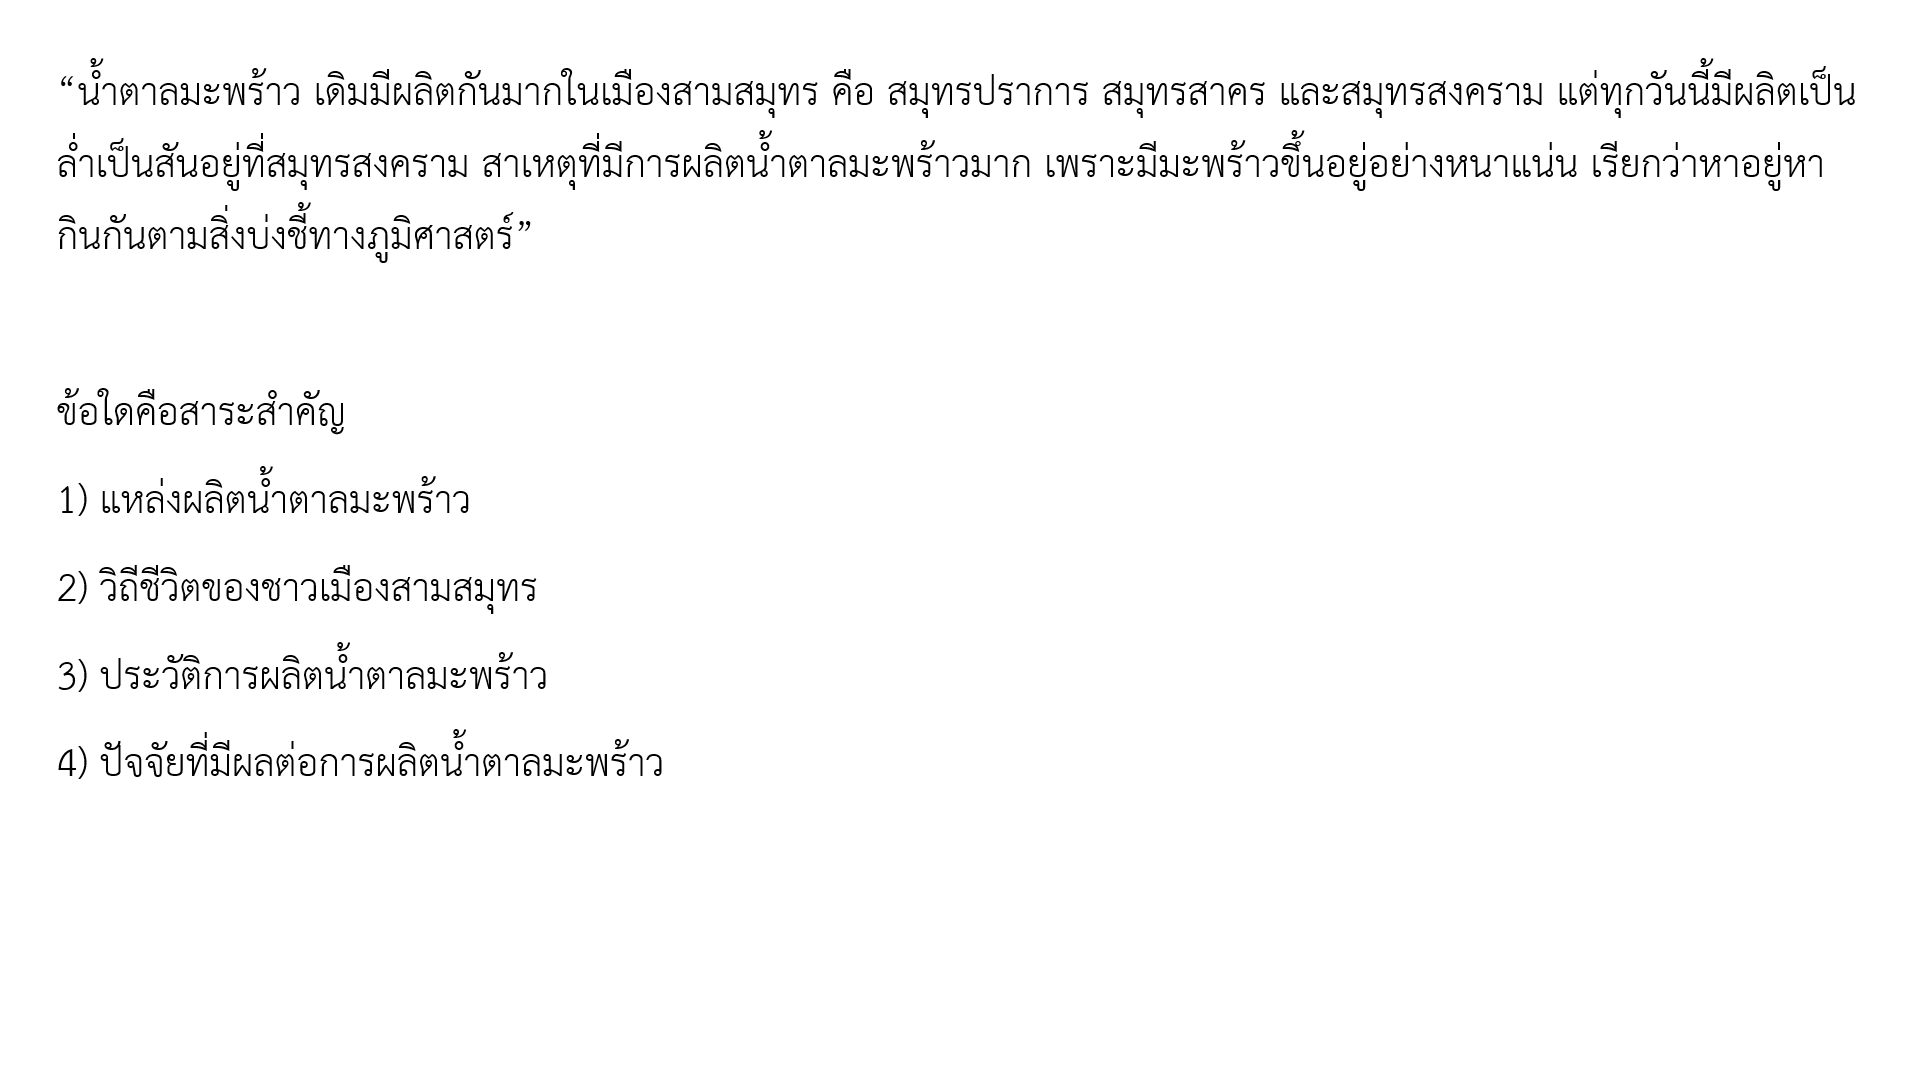 “น้ำตาลมะพร้าว เดิมมีผลิตกันมากในเมืองสามสมุทร คือ สมุทรปราการ สมุทรสาคร และสมุทรสงคราม แต่ทุกวันนี้มีผลิตเป็น
ล่ำเป็นสันอยู่ที่สมุทรสงคราม สาเหตุที่มีการผลิตน้ำตาลมะพร้าวมาก เพราะมีมะพร้าวขึ้นอยู่อย่างหนาแน่น เรียกว่าหาอยู่หา
กินกันตามสิ่งบ่งชี้ทางภูมิศาสตร์”
ข้อใดคือสาระสำคัญ
1) แหล่งผลิตน้ำตาลมะพร้าว
2) วิถีชีวิตของชาวเมืองสามสมุทร
3) ประวัติการผลิตน้ำตาลมะพร้าว
4) ปัจจัยที่มีผลต่อการผลิตน้ำตาลมะพร้าว